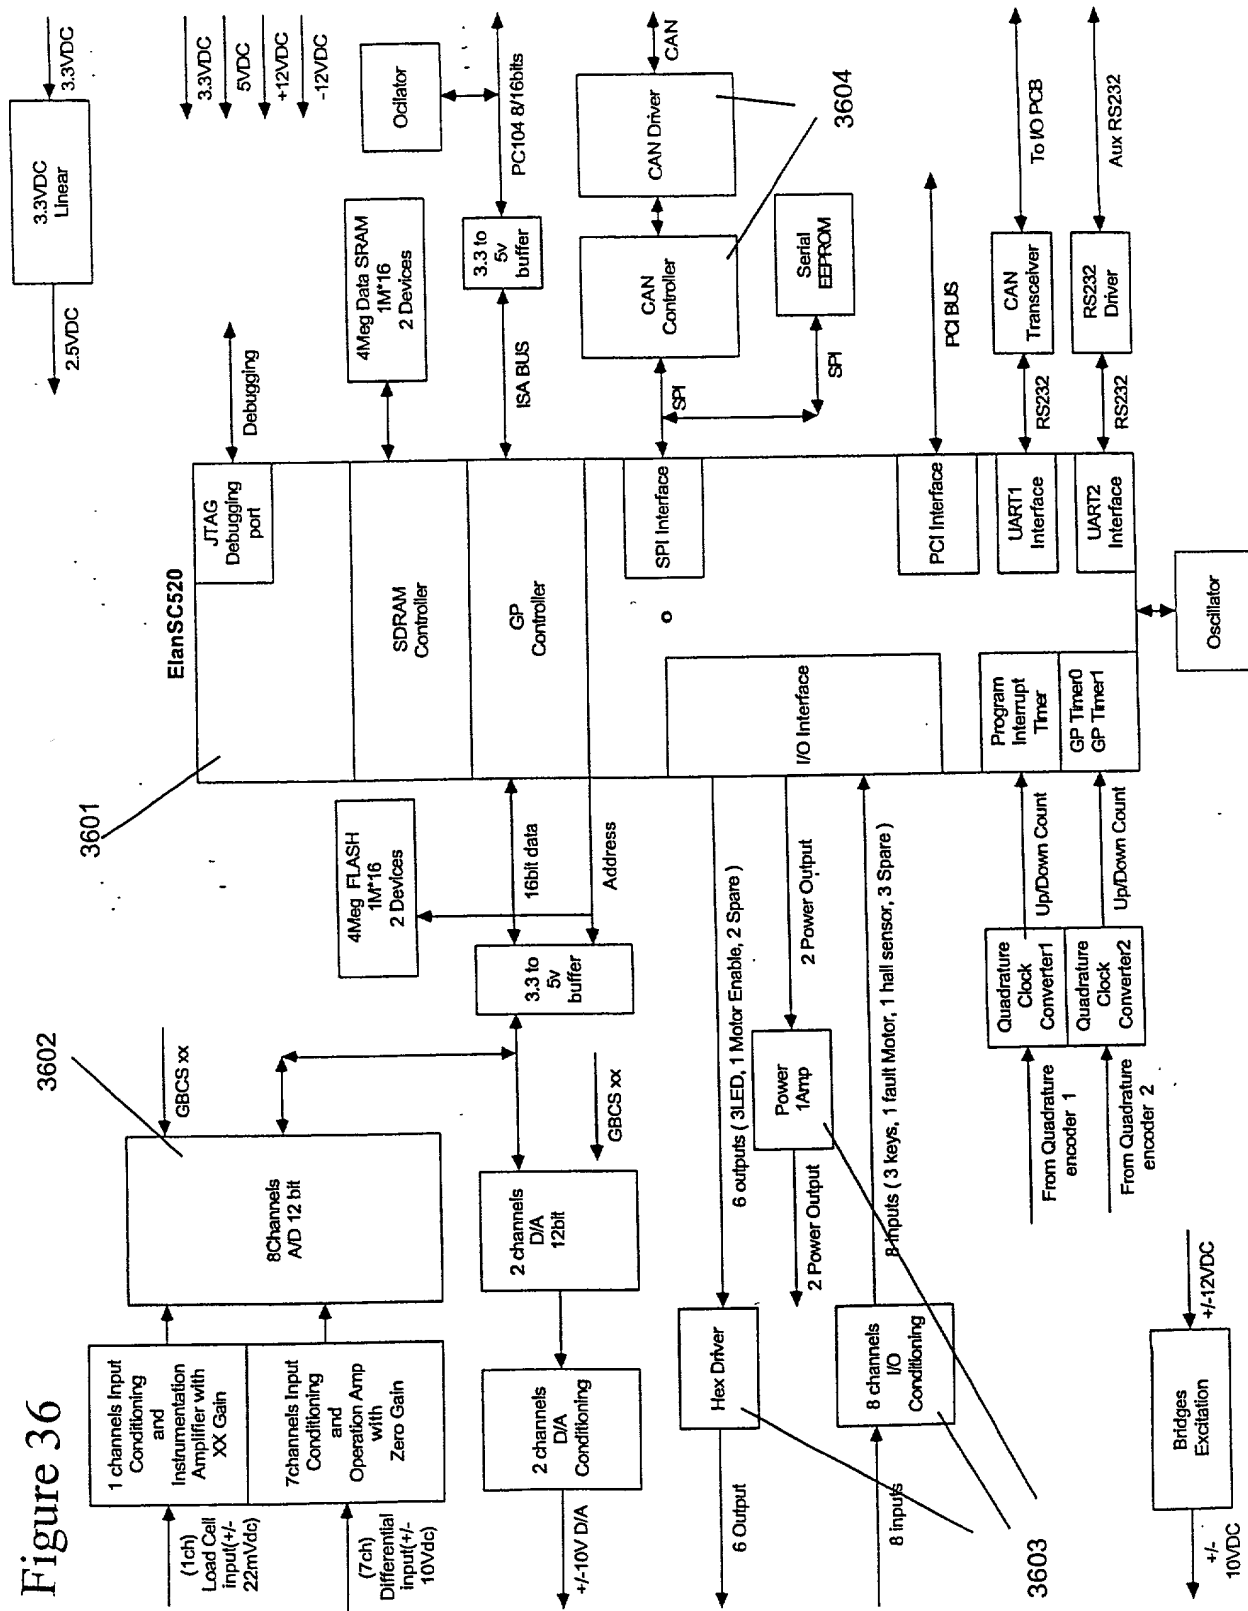 Figure 36
3.3VDC
3.3VDC
Linear
2.5VDC
3.3VDC
5VDC
+12VDC
-12VDC
ElanSC520
3601
JTAG
Debugging
port
Debugging
SDRAM
Controller
4Meg Data SRAM
1M*16
2 Devices
Ocillator
GP
Controller
ISA BUS
3.3 to
5v
buffer
PC104 8/16bits
SPI Interface
SPI
CAN
Controller
CAN Driver
CAN
3604
SPI
Serial
EEPROM
PCI Interface
PCI BUS
UART1
Interface
RS232
CAN
Transceiver
To I/O PCB
UART2
Interface
RS232
RS232
Driver
Aux RS232
Oscillator
I/O Interface
Program
Interrupt
Timer
GP Timer0
GP Timer1
4Meg FLASH
1M*16
2 Devices
16bit data
Address
3.3 to
5v
buffer
3602
GBCS xx
8Channels
A/D 12 bit
1 channels Input
Conditioning
and
Instrumentation
Amplifier with
XX Gain
7channels Input
Conditioning
and
Operation Amp
with
Zero Gain
(1ch)
Load Cell
input(+/-
22mVdc)
(7ch)
Differential
input(+/-
10Vdc)
GBCS xx
2 channels
D/A
12bit
2 channels
D/A
Conditioning
+/-10V D/A
6 outputs ( 3LED, 1 Motor Enable, 2 Spare )
Hex Driver
6 Output
2 Power Output
Power
1Amp
2 Power Output
8 inputs ( 3 keys, 1 fault Motor, 1 hall sensor, 3 Spare )
8 channels
I/O
Conditioning
8 inputs
3603
Up/Down Count
Quadrature
Clock
Converter1
From Quadrature
encoder 1
Up/Down Count
Quadrature
Clock
Converter2
From Quadrature
encoder 2
+/-12VDC
Bridges
Excitation
+/-
10VDC